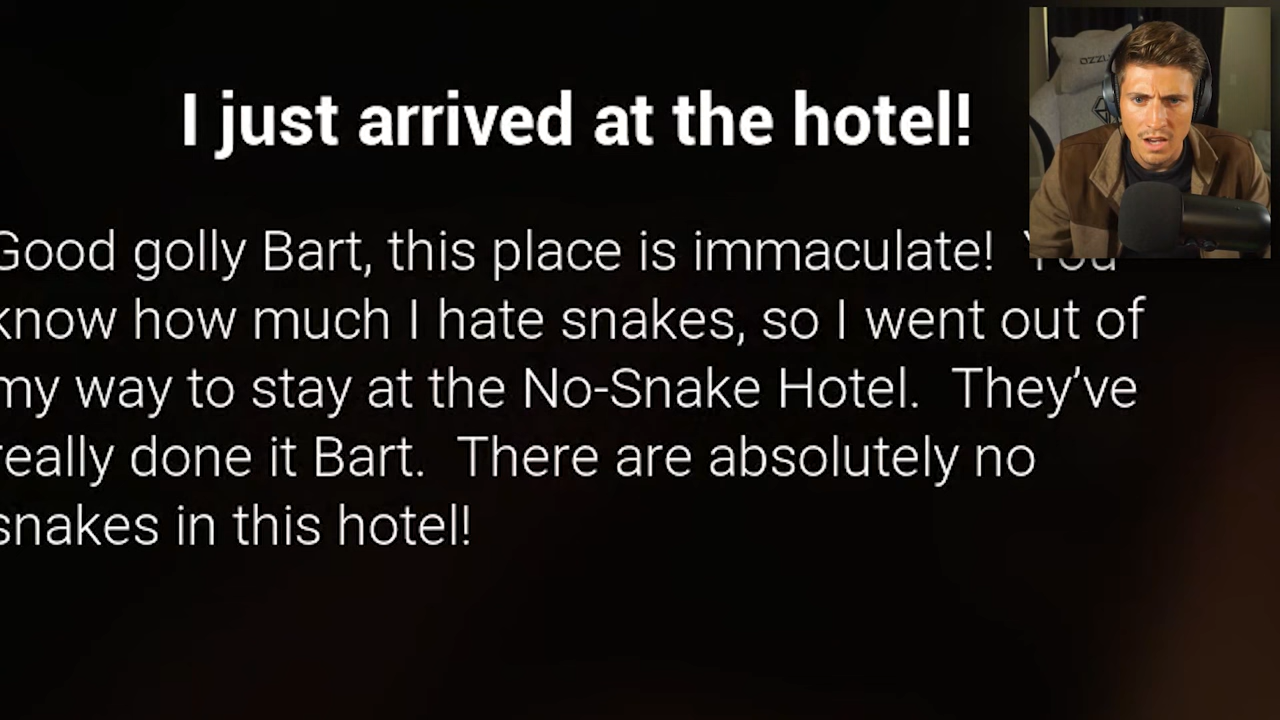 I just arrived at the hotel!
Good golly Bart, this place is immaculate! You
know how much I hate snakes, so I went out of
my way to stay at the No-Snake Hotel. They’ve
really done it Bart. There are absolutely no
snakes in this hotel!